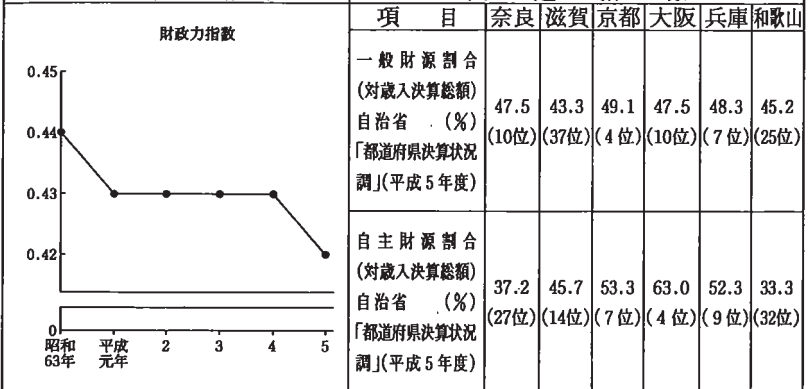 財政力指数
0.45
0.44
0.43
0.42
0
昭和 平成 2 3 4 5
63年 元年
項 目 奈良 滋賀 京都 大阪 兵庫 和歌山
一般財源割合
(対歳入決算総額)
自治省 (%)
「都道府県決算状況
調」(平成5年度)
47.5 43.3 49.1 47.5 48.3 45.2
(10位) (37位) (4位) (10位) (7位) (25位)
自主財源割合
(対歳入決算総額)
自治省 (%)
「都道府県決算状況
調」(平成5年度)
37.2 45.7 53.3 63.0 52.3 33.3
(27位) (14位) (7位) (4位) (9位) (32位)